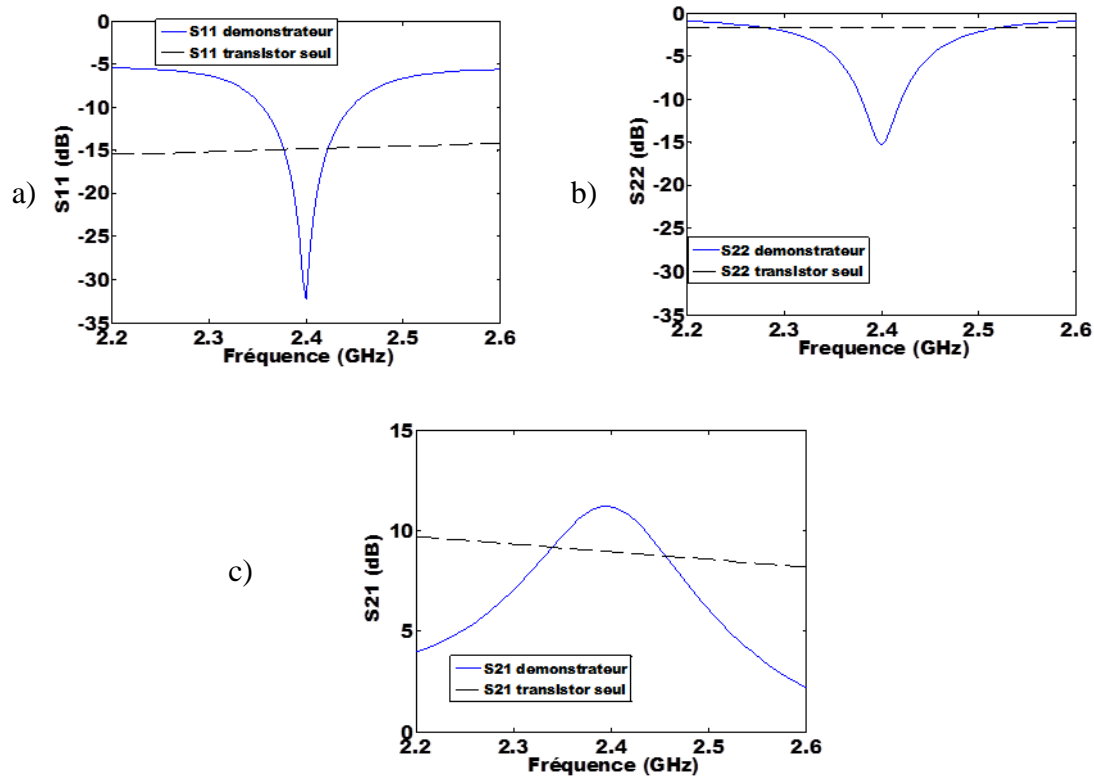 a)
S11 (dB)
0
-5
-10
-15
-20
-25
-30
-35
S11 demonstrateur
S11 transistor seul
2.2
2.3
2.4
2.5
2.6
Fréquence (GHz)
b)
S22 (dB)
0
-5
-10
-15
-20
-25
-30
-35
S22 demonstrateur
S22 transistor seul
2.2
2.3
2.4
2.5
2.6
Frequence (GHz)
c)
S21 (dB)
15
10
5
0
S21 demonstrateur
S21 transistor seul
2.2
2.3
2.4
2.5
2.6
Fréquence (GHz)